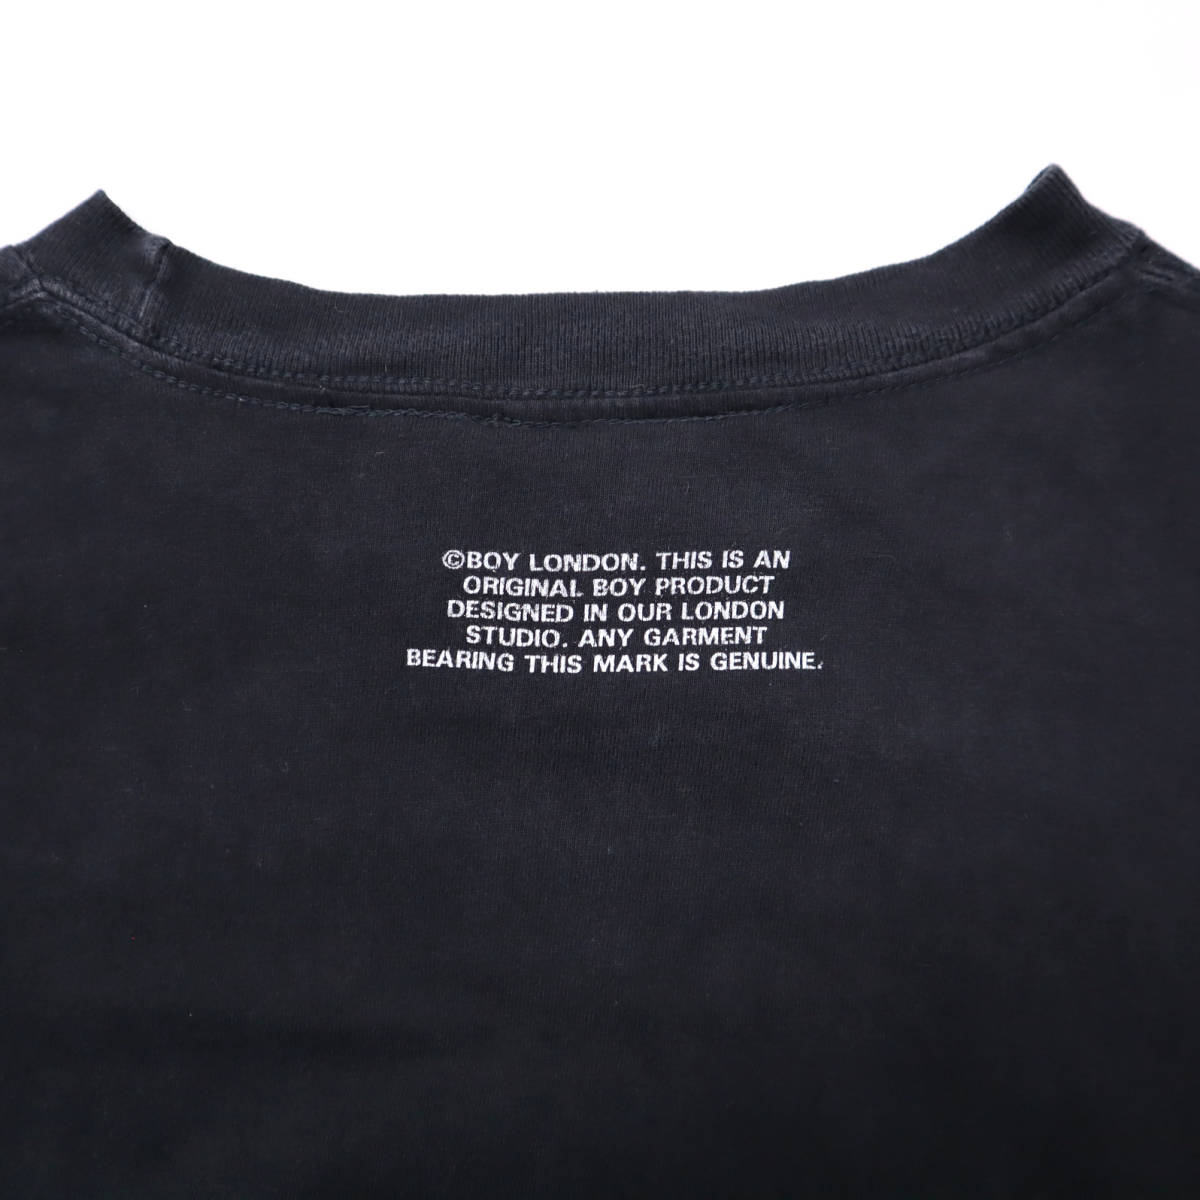 ©BOY LONDON. THIS IS AN
ORIGINAL BOY PRODUCT
DESIGNED IN OUR LONDON
STUDIO. ANY GARMENT
BEARING THIS MARK IS GENUINE.